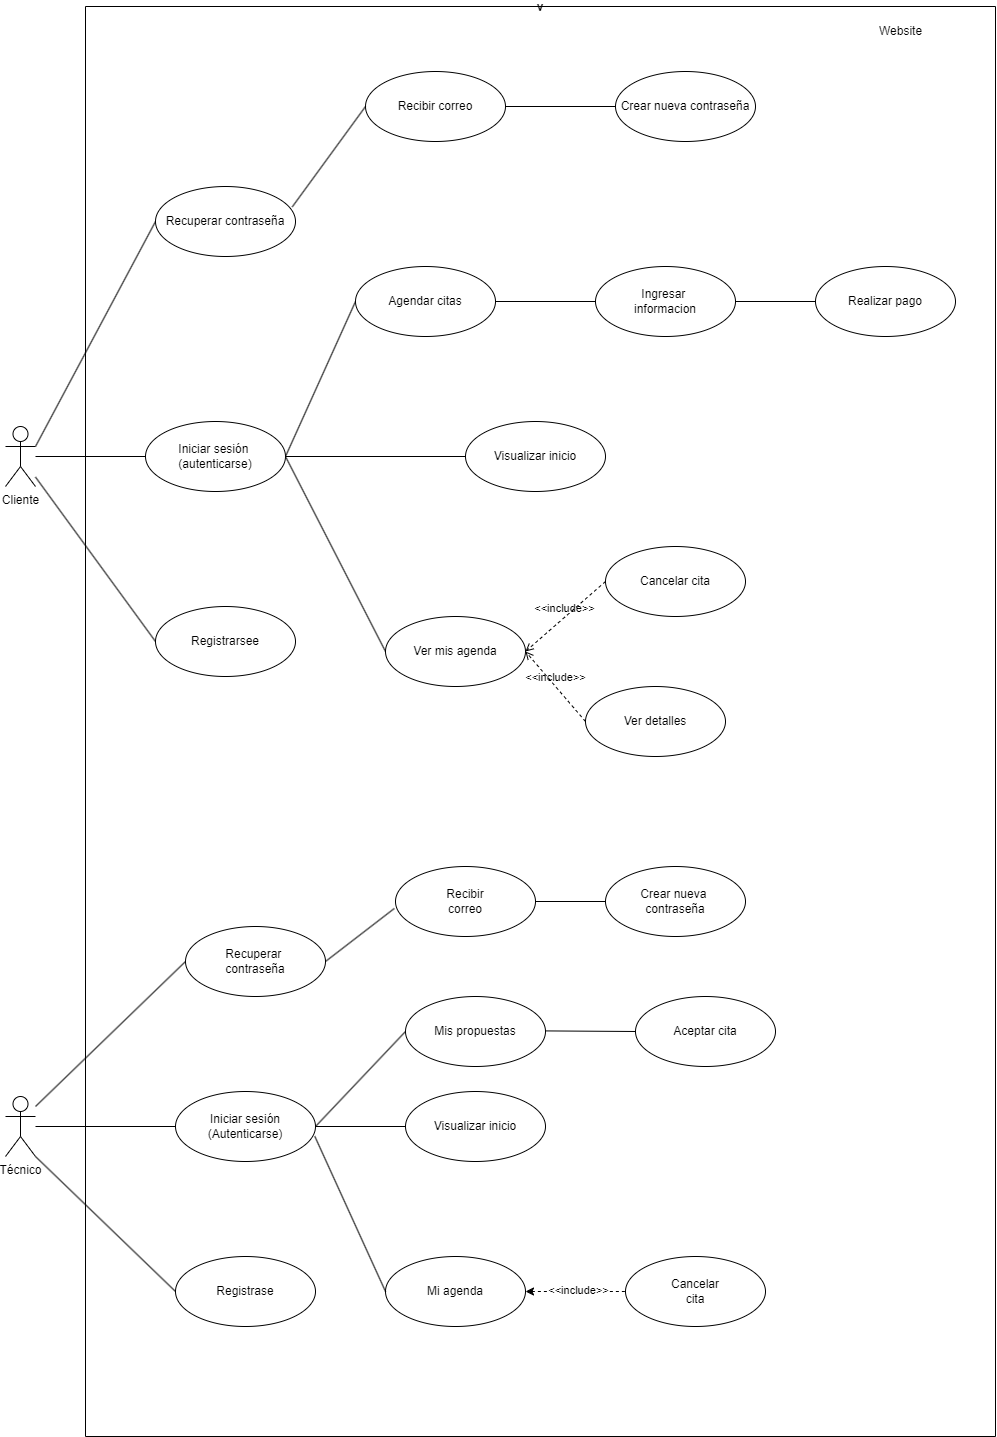 Website
Recibir correo
Crear nueva contraseña
Recuperar contraseña
Agendar citas
Ingresar
informacion
Realizar pago
Iniciar sesión
(autenticarse)
Visualizar inicio
Cliente
Cancelar cita
<<include>>
Registrarsee
Ver mis agenda
<<include>>
Ver detalles
Recibir
correo
Crear nueva
contraseña
Recuperar
contraseña
Mis propuestas
Aceptar cita
Iniciar sesión
(Autenticarse)
Visualizar inicio
Técnico
Registrase
Mi agenda
<<include>>
Cancelar
cita